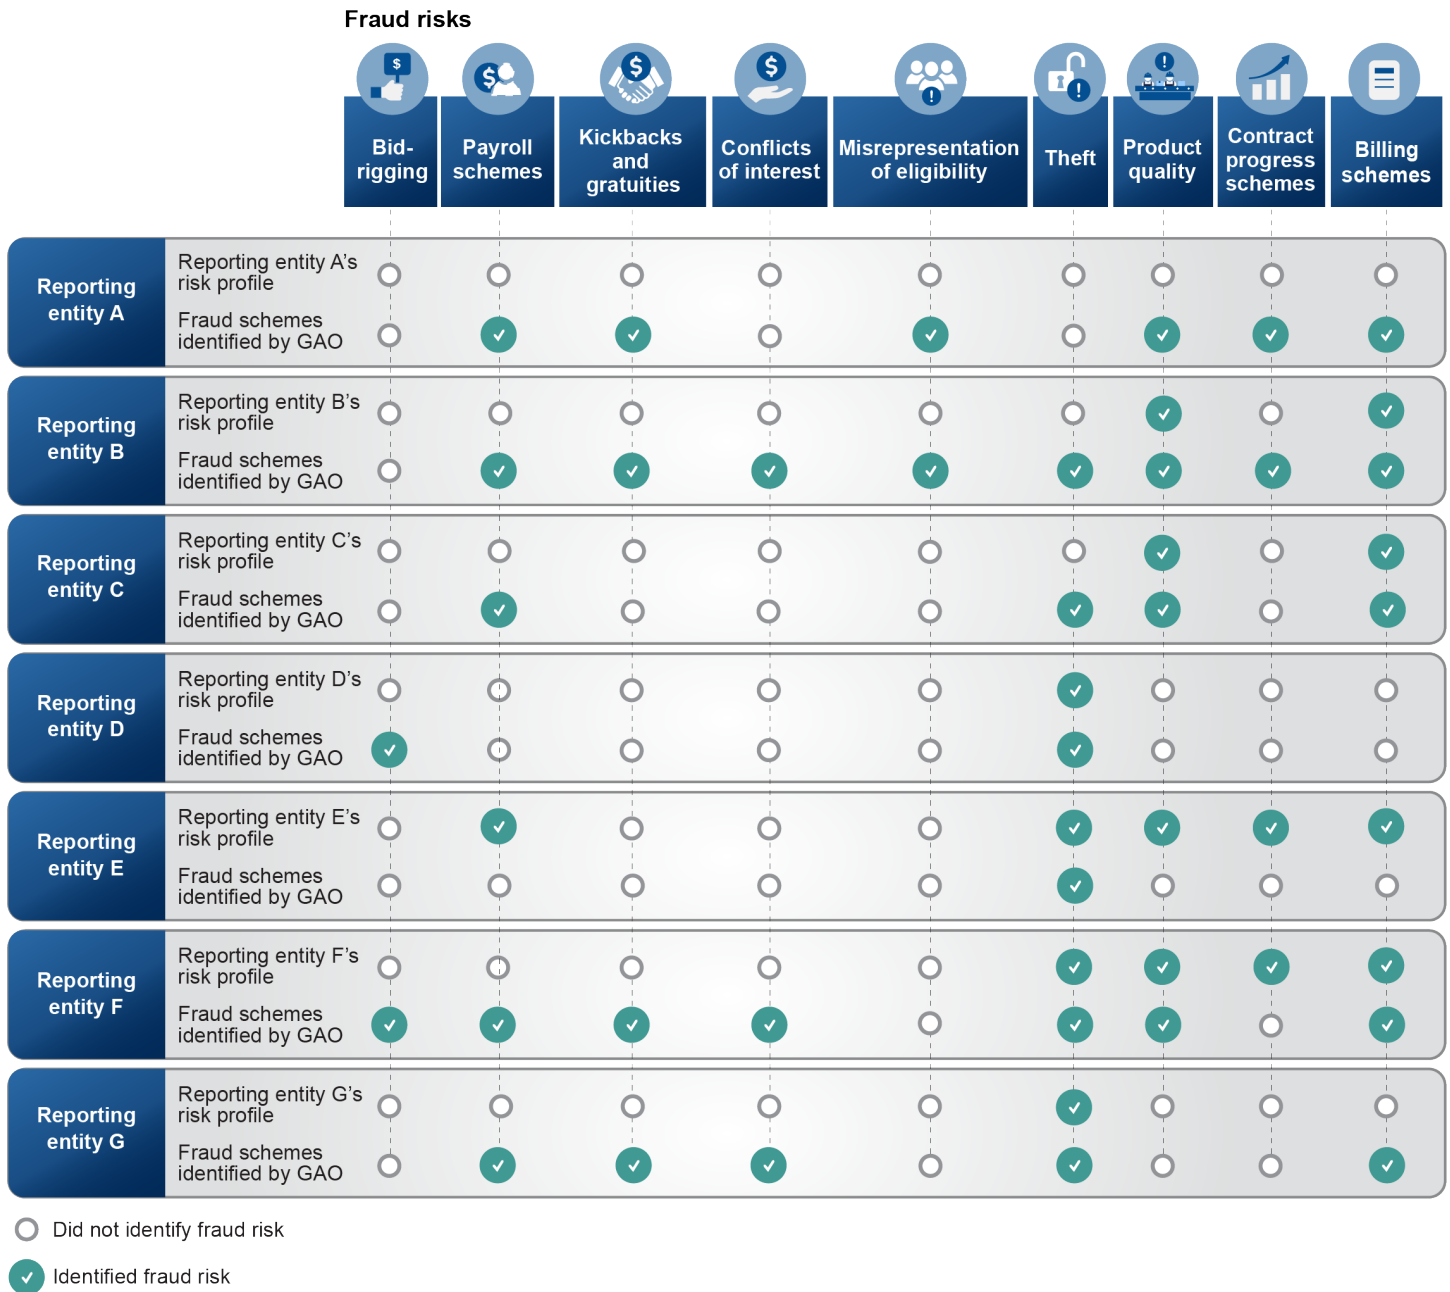 Fraud risks
$
$
$
$
!
!
!
Bid-
rigging
Payroll
schemes
Kickbacks
and
gratuities
Conflicts
of interest
Misrepresentation
of eligibility
Theft
Product
quality
Contract
progress
schemes
Billing
schemes
Reporting
entity A
Reporting entity A’s
risk profile
Fraud schemes
identified by GAO
Reporting
entity B
Reporting entity B’s
risk profile
Fraud schemes
identified by GAO
Reporting
entity C
Reporting entity C’s
risk profile
Fraud schemes
identified by GAO
Reporting
entity D
Reporting entity D’s
risk profile
Fraud schemes
identified by GAO
Reporting
entity E
Reporting entity E’s
risk profile
Fraud schemes
identified by GAO
Reporting
entity F
Reporting entity F’s
risk profile
Fraud schemes
identified by GAO
Reporting
entity G
Reporting entity G’s
risk profile
Fraud schemes
identified by GAO
Did not identify fraud risk
Identified fraud risk